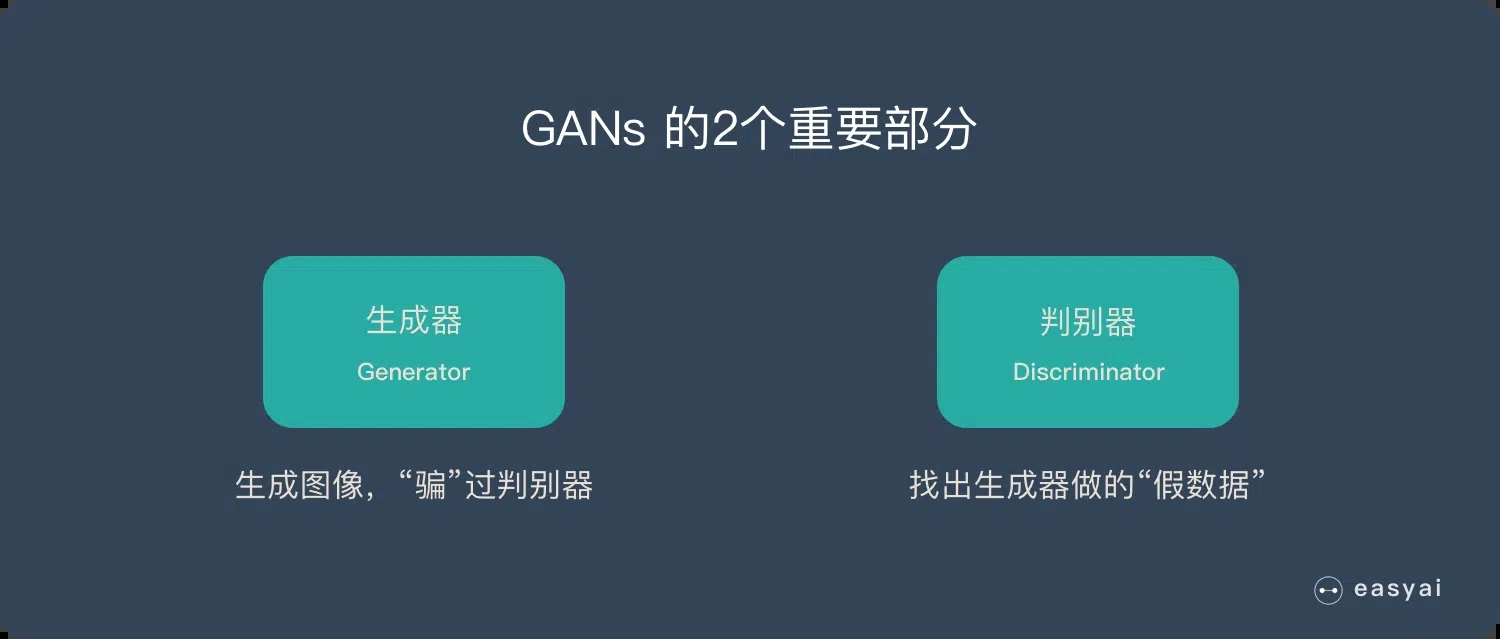 GANs 的2个重要部分
生成器
Generator
生成图像，“骗”过判别器
判别器
Discriminator
找出生成器做的“假数据”
easyai